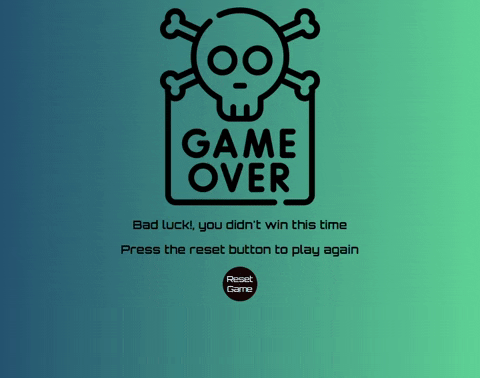 GAME
OVER
Bad luck!, you didn't win this time
Press the reset button to play again
Reset
Game